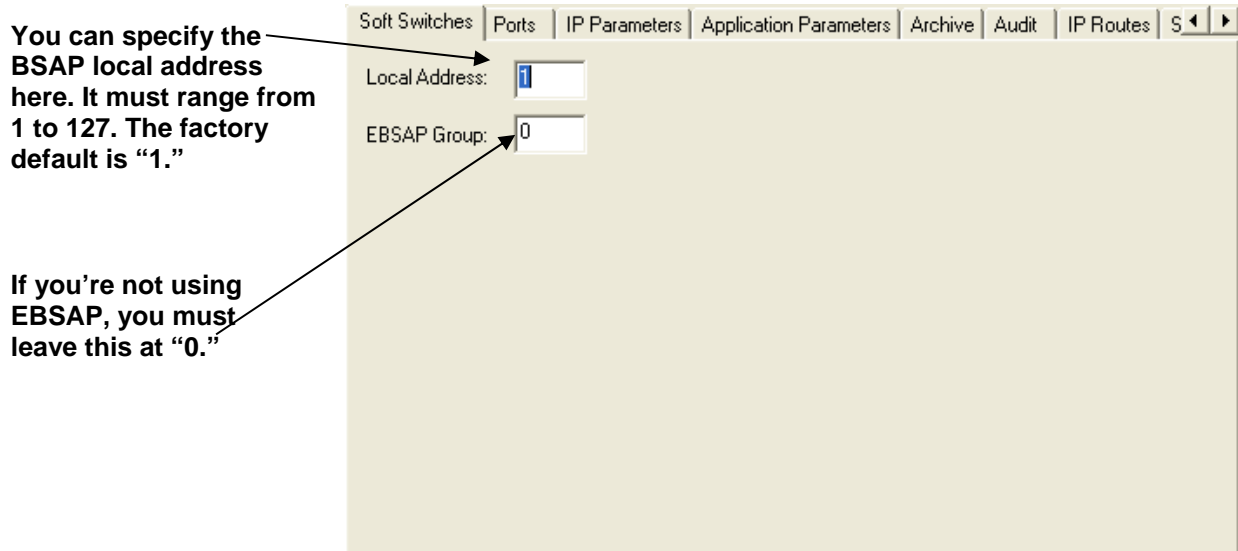 You can specify the
BSAP local address
here. It must range from
1 to 127. The factory
default is “1.”
If you’re not using
EBSAP, you must
leave this at “0.”
Soft Switches Ports IP Parameters Application Parameters Archive Audit IP Routes S
Local Address: 1
EBSAP Group: 0